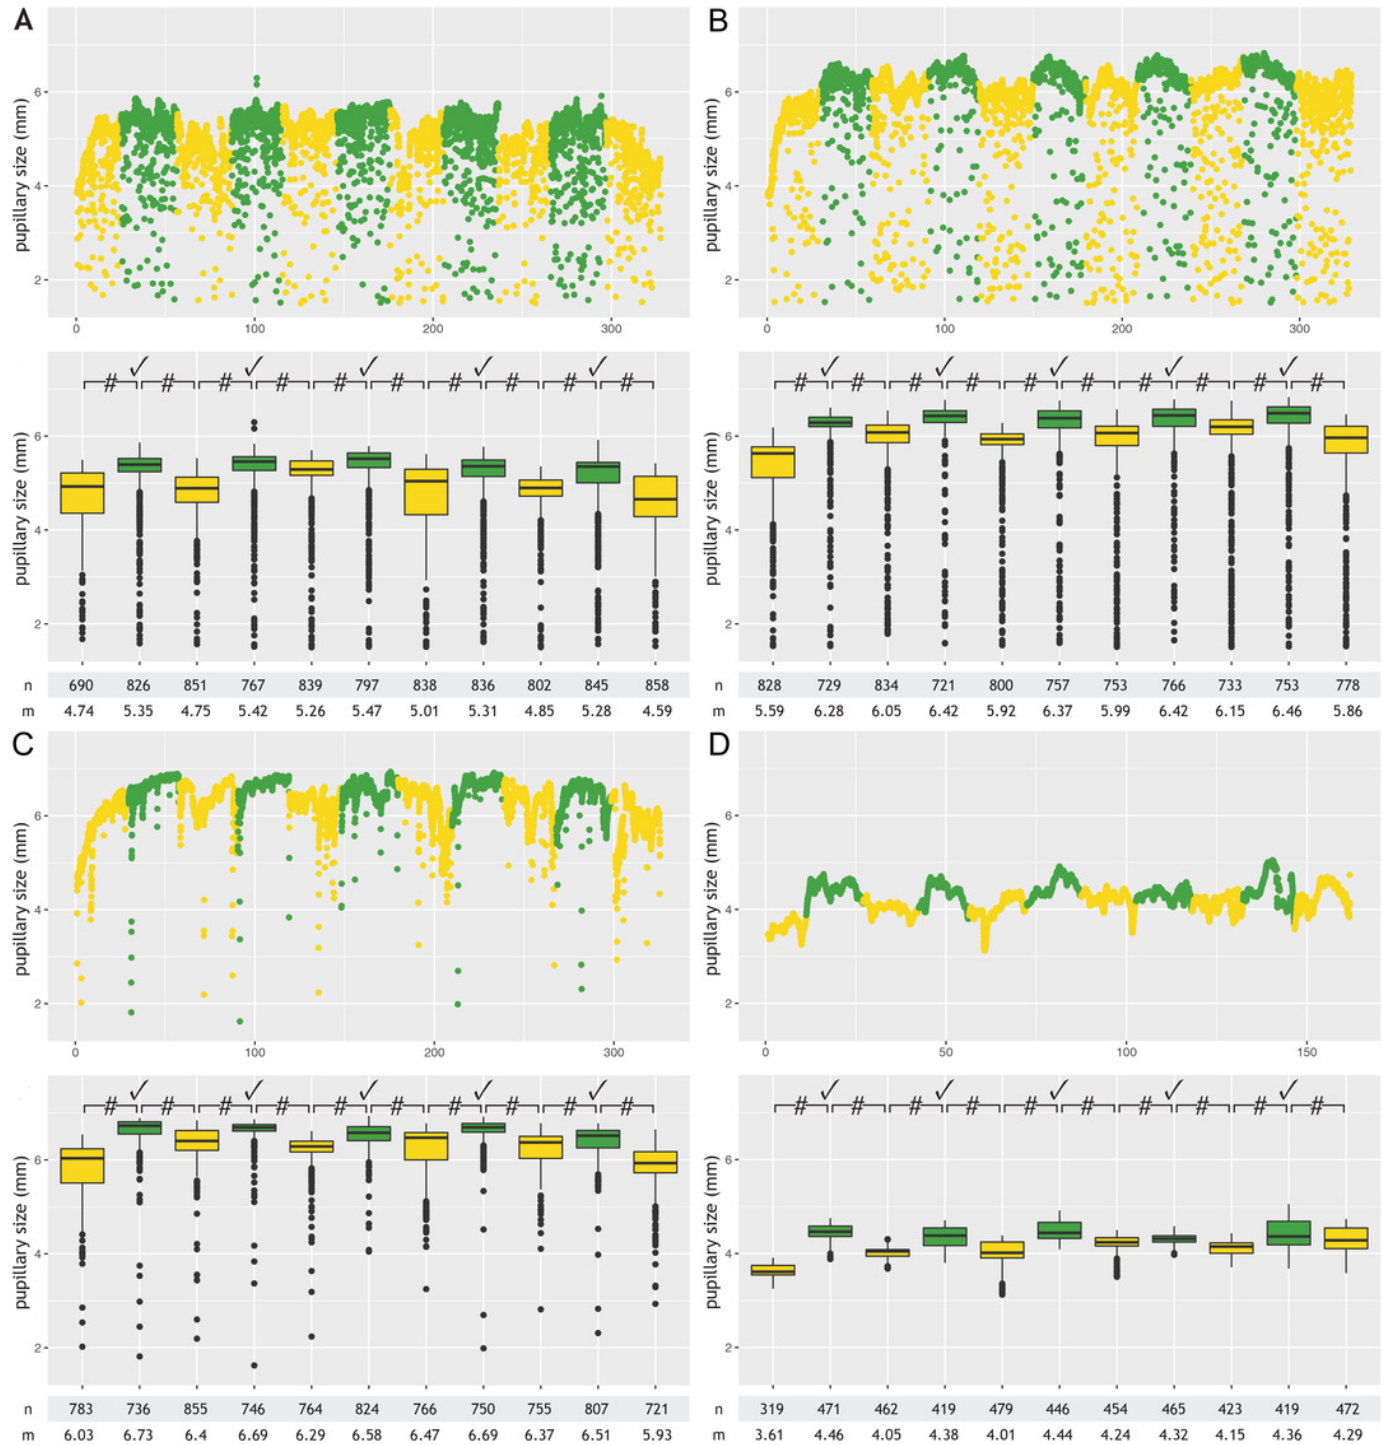 A
B
pupillary size (mm)
6
4
2
0
100
200
300
pupillary size (mm)
6
4
2
0
100
200
300
✓ ✓ ✓ ✓ ✓
# # # # # # # # # #
pupillary size (mm)
6
4
2
n 690 826 851 767 839 797 838 836 802 845 858
m 4.74 5.35 4.75 5.42 5.26 5.47 5.01 5.31 4.85 5.28 4.59
✓ ✓ ✓ ✓ ✓
# # # # # # # # # #
pupillary size (mm)
6
4
2
n 828 729 834 721 800 757 753 766 733 753 778
m 5.59 6.28 6.05 6.42 5.92 6.37 5.99 6.42 6.15 6.46 5.86
C
D
pupillary size (mm)
6
4
2
0
100
200
300
pupillary size (mm)
6
4
2
0
50
100
150
✓ ✓ ✓ ✓ ✓
# # # # # # # # # #
pupillary size (mm)
6
4
2
n 783 736 855 746 764 824 766 750 755 807 721
m 6.03 6.73 6.4 6.69 6.29 6.58 6.47 6.69 6.37 6.51 5.93
✓ ✓ ✓ ✓ ✓
# # # # # # # # # #
pupillary size (mm)
6
4
2
n 319 471 462 419 479 446 454 465 423 419 472
m 3.61 4.46 4.05 4.38 4.01 4.44 4.24 4.32 4.15 4.36 4.29